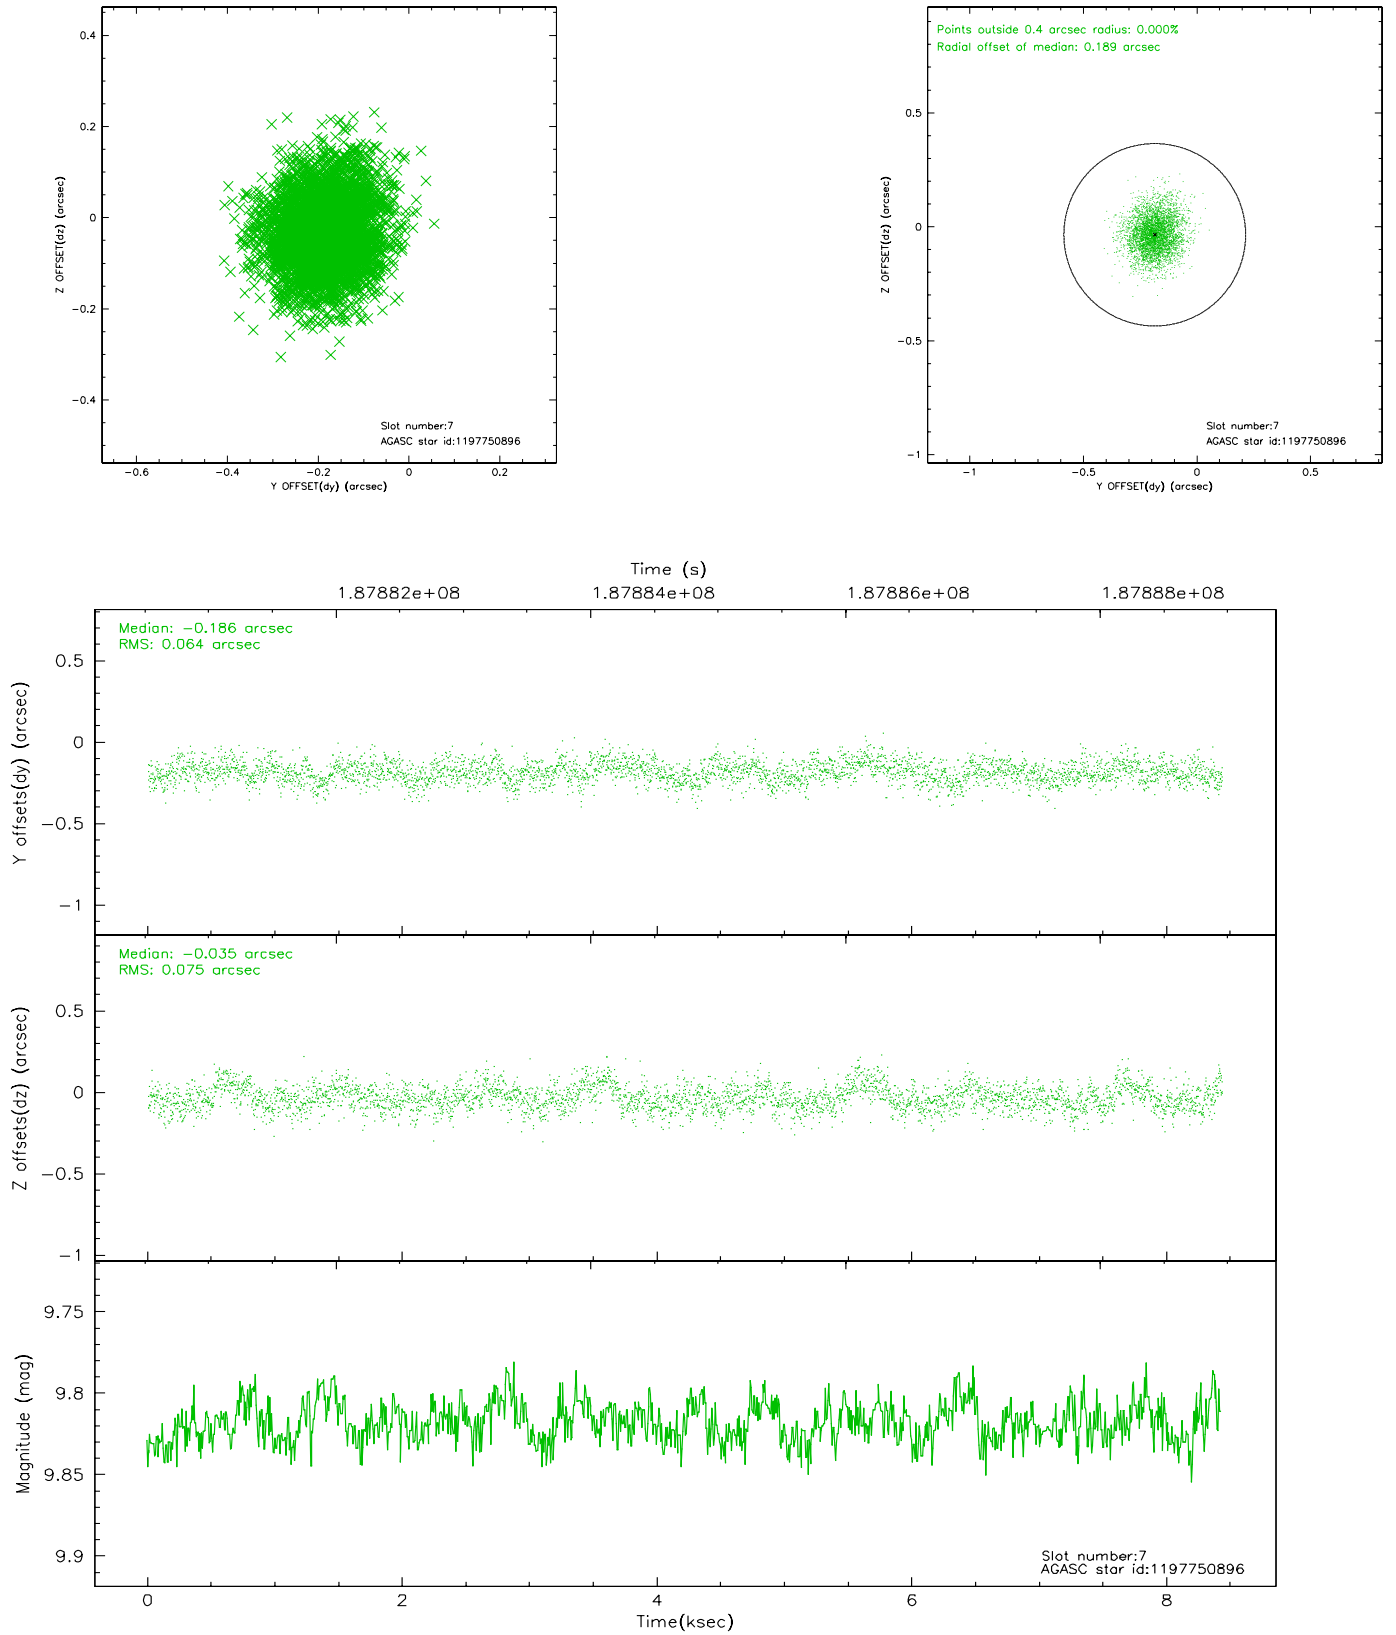 0.4
0.2
0
−0.2
−0.4
Z OFFSET(dz) (arcsec)
Slot number:7
AGASC star id:1197750896
−0.6
−0.4
−0.2
0
0.2
Y OFFSET(dy) (arcsec)
Points outside 0.4 arcsec radius: 0.000%
Radial offset of median: 0.189 arcsec
0.5
0
−0.5
−1
Z OFFSET(dz) (arcsec)
Slot number:7
AGASC star id:1197750896
−1
−0.5
0
0.5
Y OFFSET(dy) (arcsec)
Time (s)
1.87882e+08
1.87884e+08
1.87886e+08
1.87888e+08
Median: −0.186 arcsec
RMS: 0.064 arcsec
0.5
0
−0.5
−1
Y offsets(dy) (arcsec)
Median: −0.035 arcsec
RMS: 0.075 arcsec
0.5
0
−0.5
−1
Z offsets(dz) (arcsec)
9.75
9.8
9.85
9.9
Magnitude (mag)
Slot number:7
AGASC star id:1197750896
0
2
4
6
8
Time(ksec)